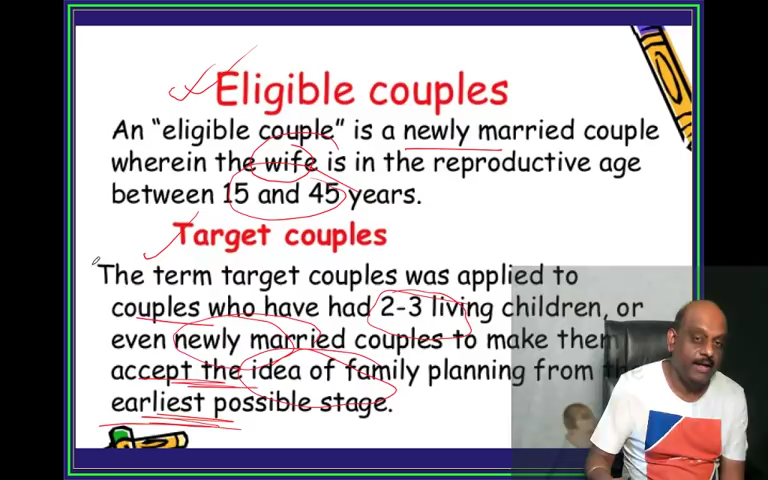 Eligible couples
An “eligible couple” is a newly married couple
wherein the wife is in the reproductive age
between 15 and 45 years.
Target couples
The term target couples was applied to
couples who have had 2-3 living children, or
even newly married couples to make them
accept the idea of family planning from the
earliest possible stage.